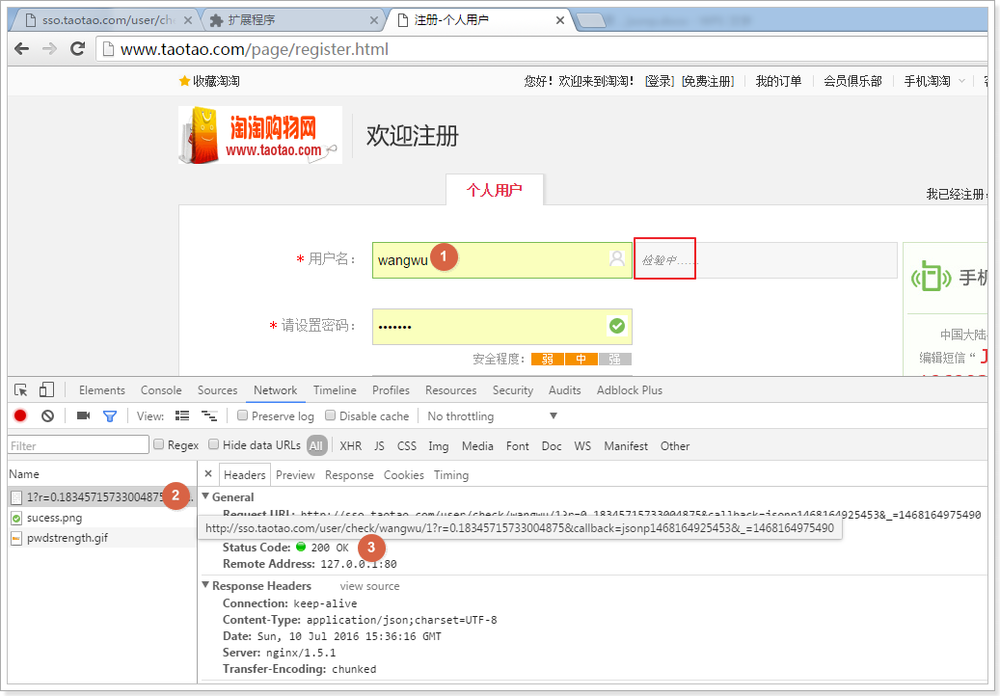 sso.taotao.com/user/ch
扩展程序
注册-个人用户
www.taotao.com/page/register.html
收藏淘淘
您好！欢迎来到淘淘！ [登录] [免费注册] 我的订单 会员俱乐部 手机淘淘
淘淘购物网
www.taotao.com
欢迎注册
个人用户
我已经注册
* 用户名：
wangwu
1
检验中......
手机
* 请设置密码：
•••••••
中国大陆
安全程度： 弱 中 强
编辑短信“ J
Elements Console Sources Network Timeline Profiles Resources Security Audits Adblock Plus
View: Preserve log Disable cache No throttling
Filter Regex Hide data URLs All XHR JS CSS Img Media Font Doc WS Manifest Other
Name
× Headers Preview Response Cookies Timing
1?r=0.18345715733004875
2
sucess.png
pwdstrength.gif
General
Request URL: http://sso.taotao.com/user/check/wangwu/1?r=0.18345715733004875&callback=jsonp1468164925453&_=1468164975490
http://sso.taotao.com/user/check/wangwu/1?r=0.18345715733004875&callback=jsonp1468164925453&_=1468164975490
Status Code: 200 OK
3
Remote Address: 127.0.0.1:80
Response Headers view source
Connection: keep-alive
Content-Type: application/json;charset=UTF-8
Date: Sun, 10 Jul 2016 15:36:16 GMT
Server: nginx/1.5.1
Transfer-Encoding: chunked